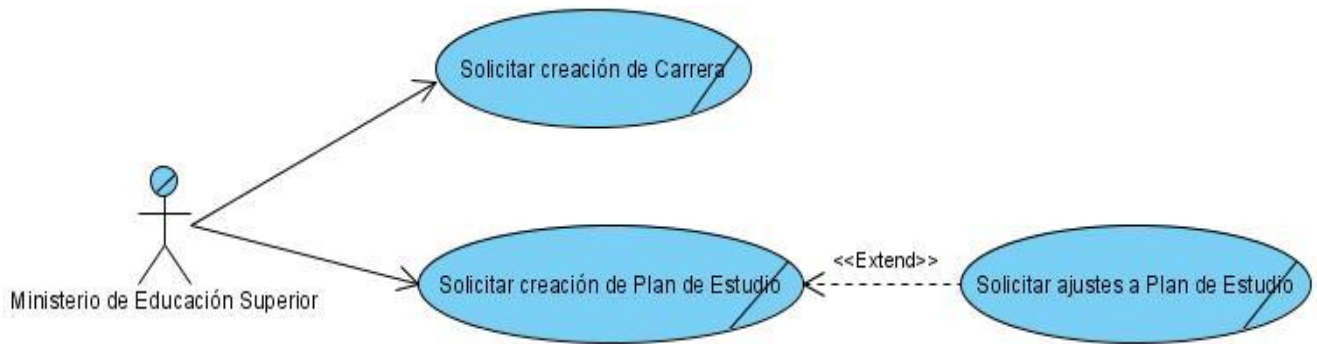 Solicitar creación de Carrera
Ministerio de Educación Superior
Solicitar creación de Plan de Estudio
<<Extend>>
Solicitar ajustes a Plan de Estudio